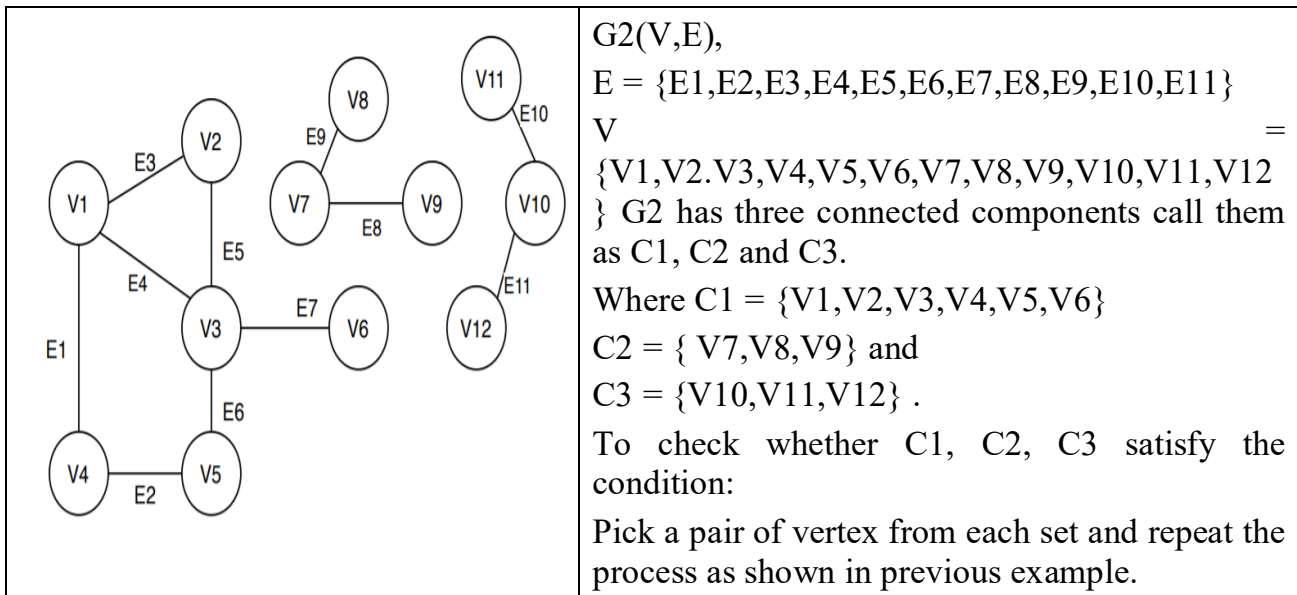 V11
V8
E10
V2
E9
E3
V1
V7
V9
V10
E8
E5
E4
E11
E7
V3
V6
V12
E1
E6
V4
V5
E2
G2(V,E),
E = {E1,E2,E3,E4,E5,E6,E7,E8,E9,E10,E11}
V =
{V1,V2.V3,V4,V5,V6,V7,V8,V9,V10,V11,V12
} G2 has three connected components call them
as C1, C2 and C3.
Where C1 = {V1,V2,V3,V4,V5,V6}
C2 = { V7,V8,V9} and
C3 = {V10,V11,V12} .
To check whether C1, C2, C3 satisfy the
condition:
Pick a pair of vertex from each set and repeat the
process as shown in previous example.